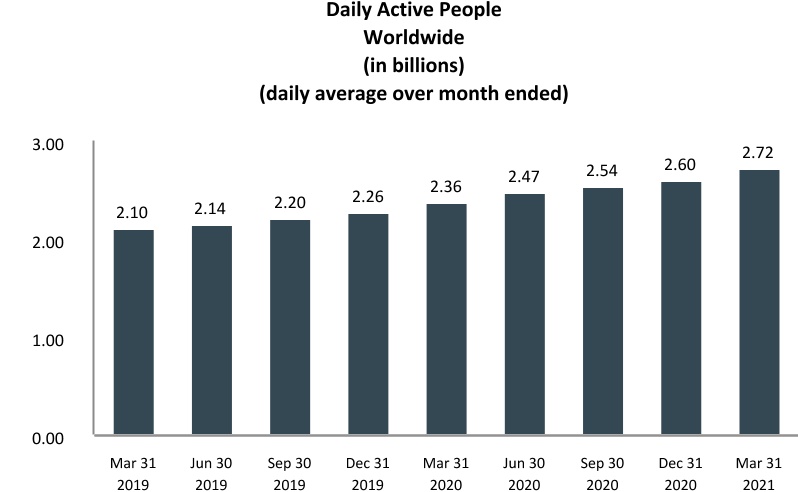 Daily Active People
Worldwide
(in billions)
(daily average over month ended)
3.00
2.00
1.00
0.00
2.10
2.14
2.20
2.26
2.36
2.47
2.54
2.60
2.72
Mar 31 2019
Jun 30 2019
Sep 30 2019
Dec 31 2019
Mar 31 2020
Jun 30 2020
Sep 30 2020
Dec 31 2020
Mar 31 2021